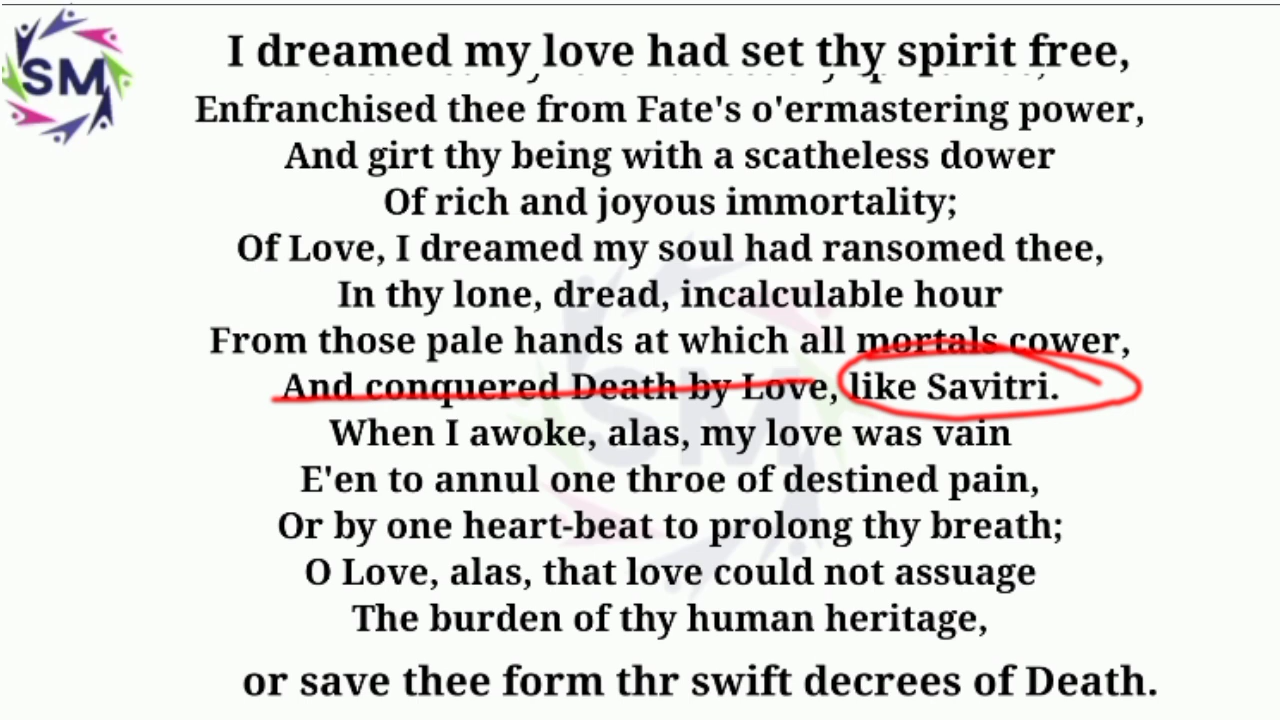 SM
I dreamed my love had set thy spirit free,
Enfranchised thee from Fate's o'ermastering power,
And girt thy being with a scatheless dower
Of rich and joyous immortality;
Of Love, I dreamed my soul had ransomed thee,
In thy lone, dread, incalculable hour
From those pale hands at which all mortals cower,
And conquered Death by Love, like Savitri.
When I awoke, alas, my love was vain
E'en to annul one throe of destined pain,
Or by one heart-beat to prolong thy breath;
O Love, alas, that love could not assuage
The burden of thy human heritage,
or save thee form thr swift decrees of Death.